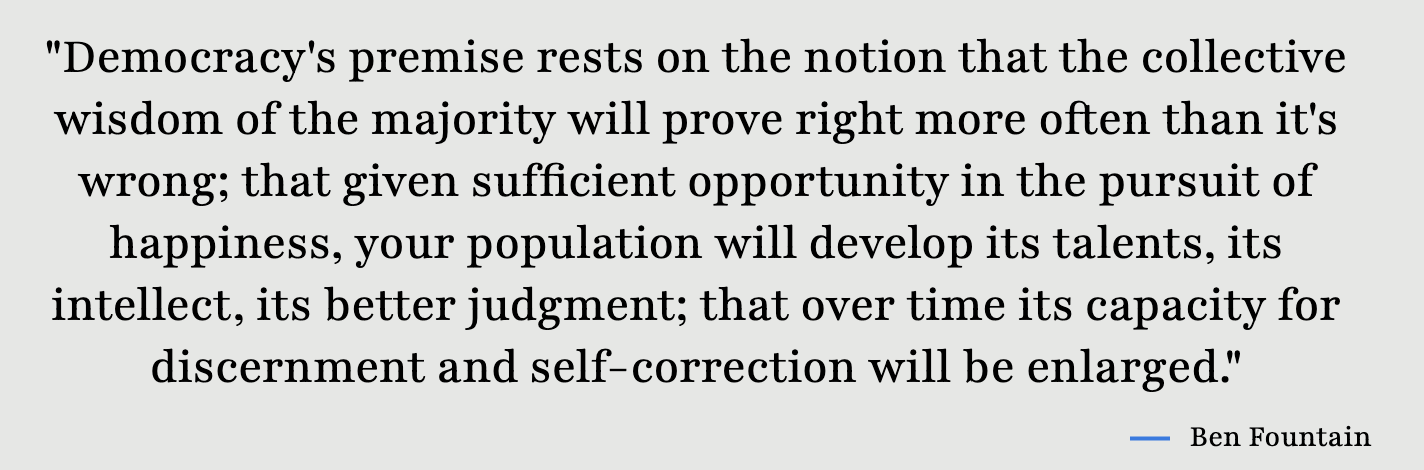 "Democracy's premise rests on the notion that the collective
wisdom of the majority will prove right more often than it's
wrong; that given sufficient opportunity in the pursuit of
happiness, your population will develop its talents, its
intellect, its better judgment; that over time its capacity for
discernment and self-correction will be enlarged."
— Ben Fountain